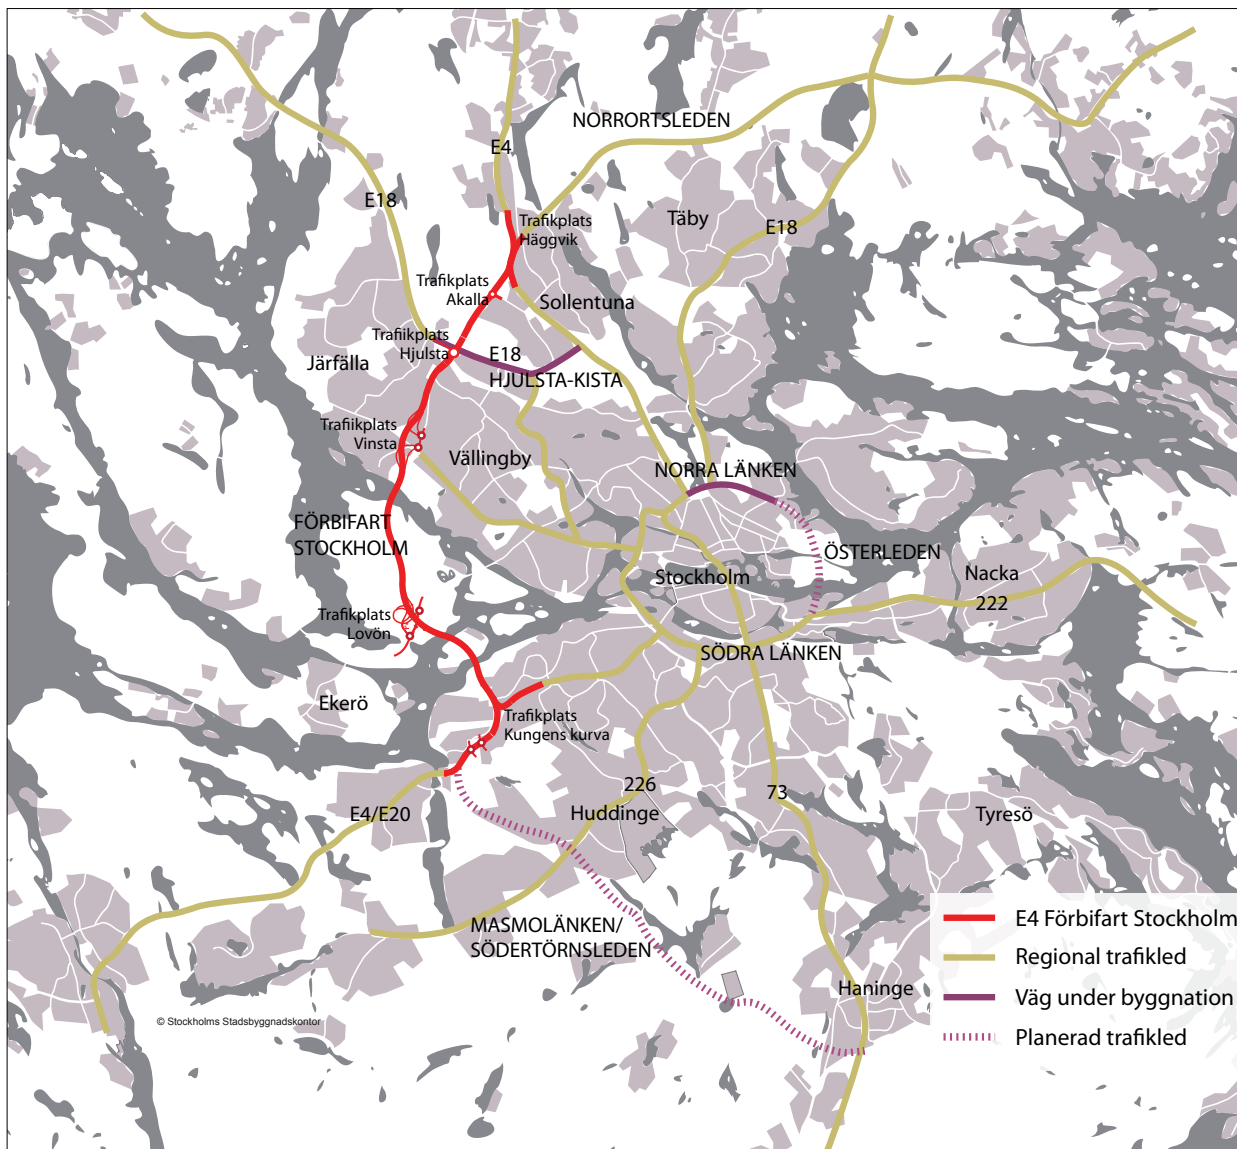 NORRORTSLEDEN
E4
E18
Trafikplats
Häggvik
Täby
E18
Trafikplats
Akalla
Sollentuna
Trafiikplats
Hjulsta
E18
HJULSTA-KISTA
Järfälla
Trafiikplats
Vinsta
Vällingby
NORRA LÄNKEN
FÖRBIFART
STOCKHOLM
ÖSTERLEDEN
Stockholm
Nacka
222
Trafikplats
Lovön
SÖDRA LÄNKEN
Ekerö
Trafikplats
Kungens kurva
226
73
E4/E20
Huddinge
Tyresö
MASMOLÄNKEN/
SÖDERTÖRNSLEDEN
Haninge
E4 Förbifart Stockholm
Regional trafikled
Väg under byggnation
Planerad trafikled
© Stockholms Stadsbyggnadskontor